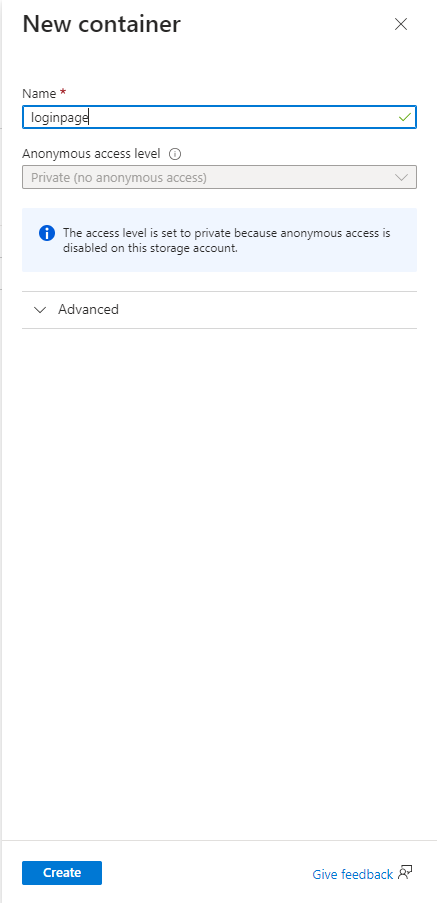 New container
Name *
loginpage
Anonymous access level
Private (no anonymous access)
The access level is set to private because anonymous access is
disabled on this storage account.
Advanced
Create
Give feedback